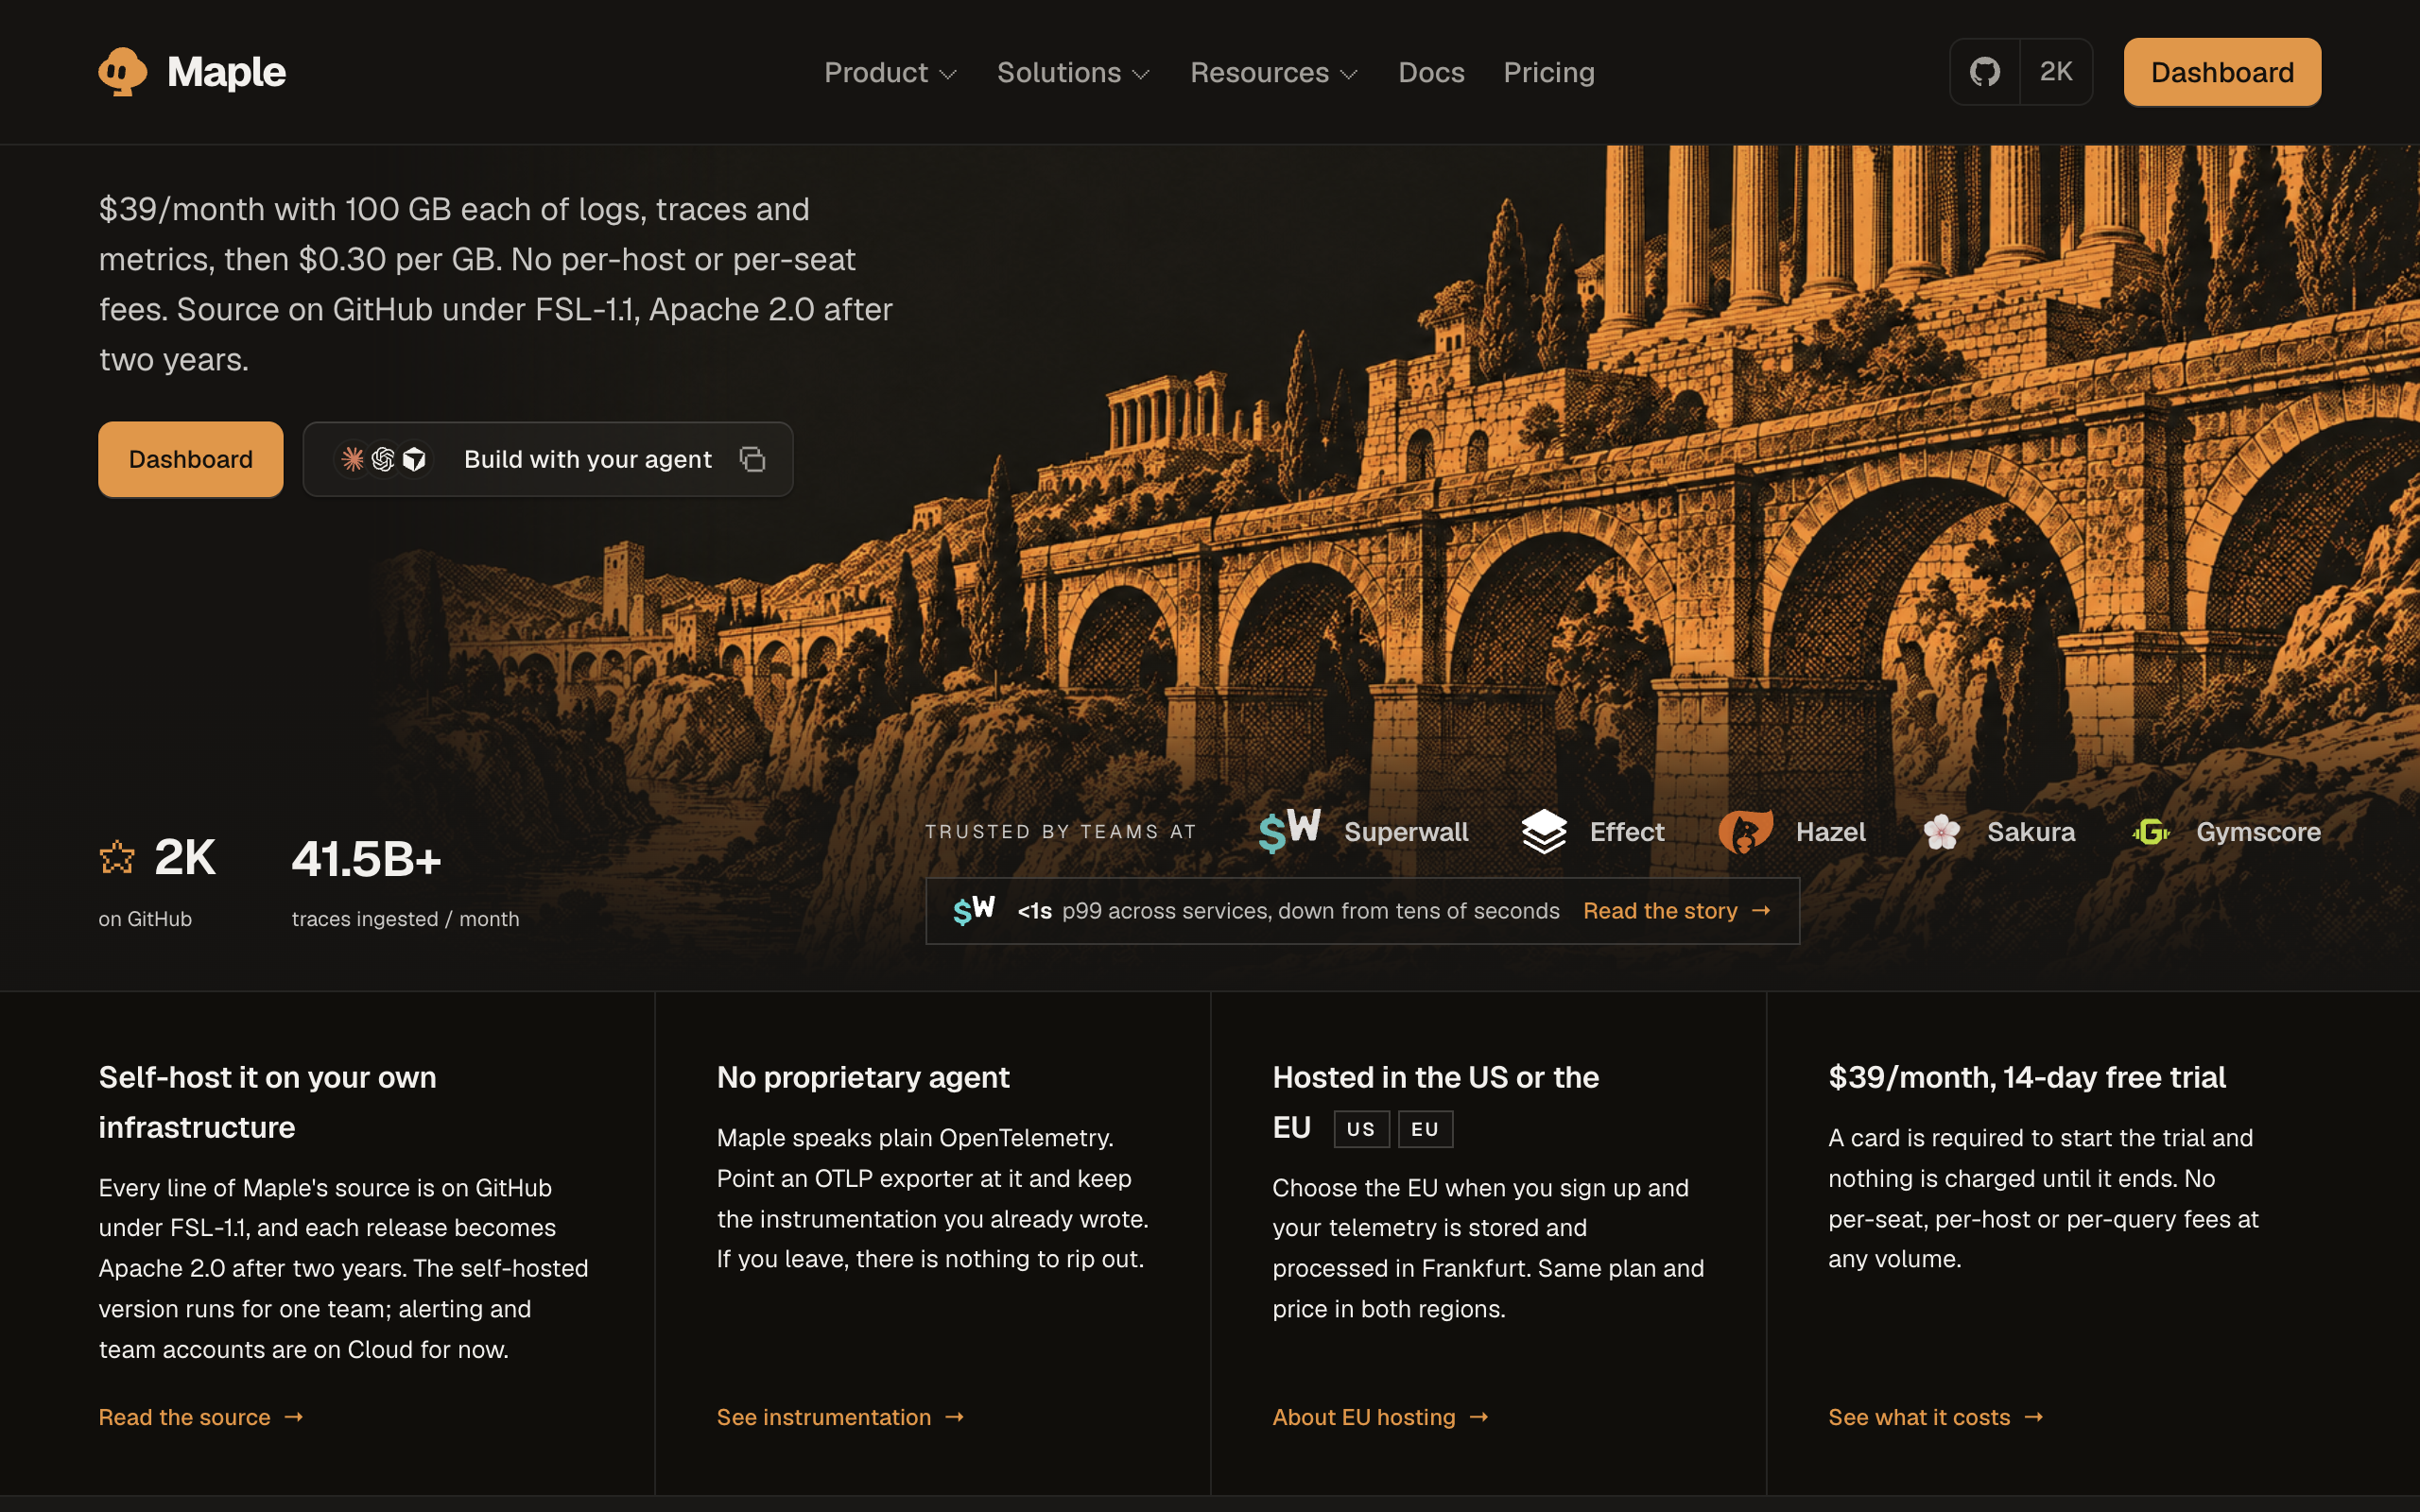 Maple
Product
Solutions
Resources
Docs
Pricing
2K
Dashboard
$39/month with 100 GB each of logs, traces and
metrics, then $0.30 per GB. No per-host or per-seat
fees. Source on GitHub under FSL-1.1, Apache 2.0 after
two years.
Dashboard
Build with your agent
2K
on GitHub
41.5B+
traces ingested / month
TRUSTED BY TEAMS AT
$W Superwall
Effect
Hazel
Sakura
G Gymscore
$W <1s p99 across services, down from tens of seconds Read the story →
Self-host it on your own
infrastructure
Every line of Maple's source is on GitHub
under FSL-1.1, and each release becomes
Apache 2.0 after two years. The self-hosted
version runs for one team; alerting and
team accounts are on Cloud for now.
Read the source →
No proprietary agent
Maple speaks plain OpenTelemetry.
Point an OTLP exporter at it and keep
the instrumentation you already wrote.
If you leave, there is nothing to rip out.
See instrumentation →
Hosted in the US or the
EU US EU
Choose the EU when you sign up and
your telemetry is stored and
processed in Frankfurt. Same plan and
price in both regions.
About EU hosting →
$39/month, 14-day free trial
A card is required to start the trial and
nothing is charged until it ends. No
per-seat, per-host or per-query fees at
any volume.
See what it costs →